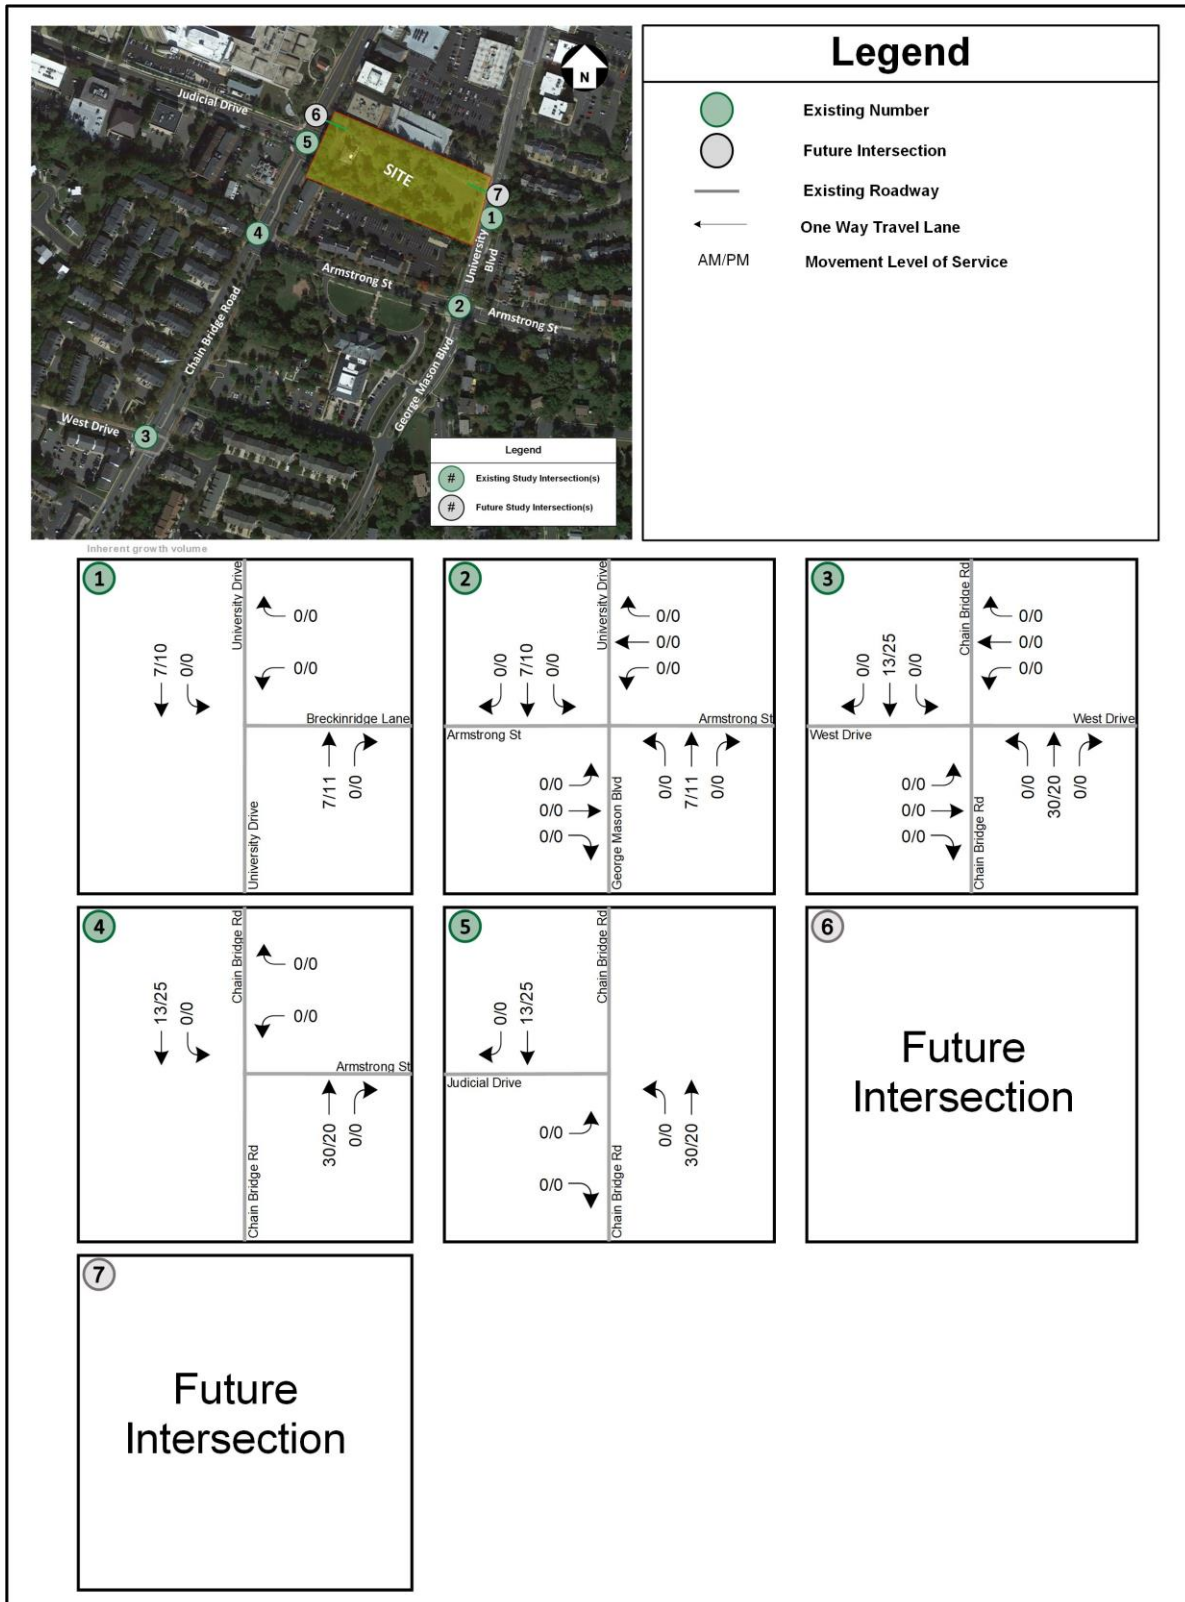 Legend
Existing Number
Future Intersection
Existing Roadway
One Way Travel Lane
AM/PM Movement Level of Service
N
Judicial Drive
6
5
SITE
7
1
University Blvd
4
Armstrong St
2
Armstrong St
Chain Bridge Road
George Mason Blvd
West Drive
3
Legend
# Existing Study Intersection(s)
# Future Study Intersection(s)
Inherent growth volume
1
University Drive
0/0
7/10
0/0
0/0
Breckinridge Lane
7/11
0/0
University Drive
2
University Drive
0/0
0/0
0/0
0/0
7/10
0/0
Armstrong St
Armstrong St
0/0
0/0
0/0
0/0
7/11
0/0
George Mason Blvd
3
Chain Bridge Rd
0/0
0/0
0/0
0/0
13/25
0/0
West Drive
West Drive
0/0
0/0
0/0
0/0
30/20
0/0
Chain Bridge Rd
4
Chain Bridge Rd
0/0
13/25
0/0
0/0
Armstrong St
30/20
0/0
Chain Bridge Rd
5
Chain Bridge Rd
0/0
13/25
Judicial Drive
0/0
0/0
0/0
30/20
Chain Bridge Rd
6
Future
Intersection
7
Future
Intersection